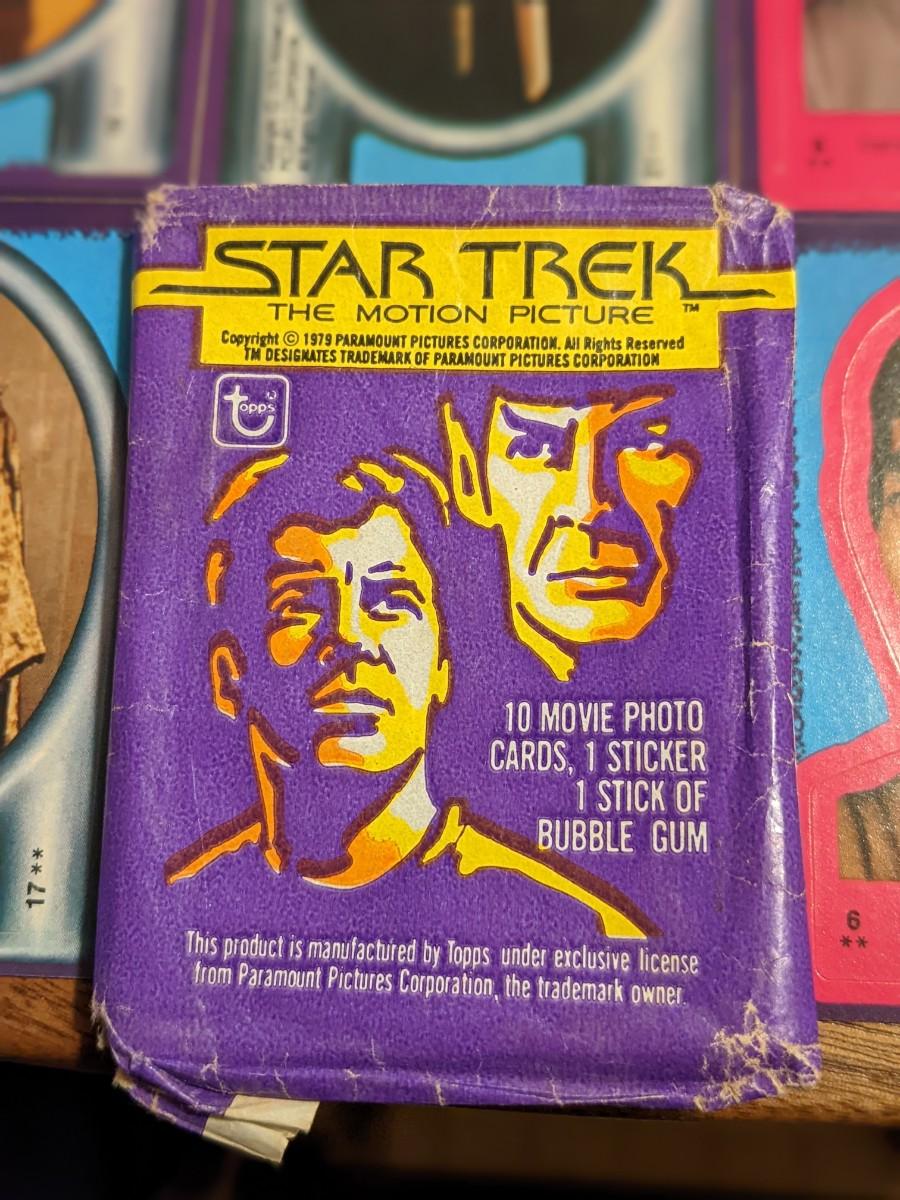 STAR TREK™
THE MOTION PICTURE
Copyright © 1979 PARAMOUNT PICTURES CORPORATION. All Rights Reserved
TM DESIGNATES TRADEMARK OF PARAMOUNT PICTURES CORPORATION
topps
10 MOVIE PHOTO
CARDS, 1 STICKER
1 STICK OF
BUBBLE GUM
This product is manufactured by Topps under exclusive license
from Paramount Pictures Corporation, the trademark owner.
17**
6
**